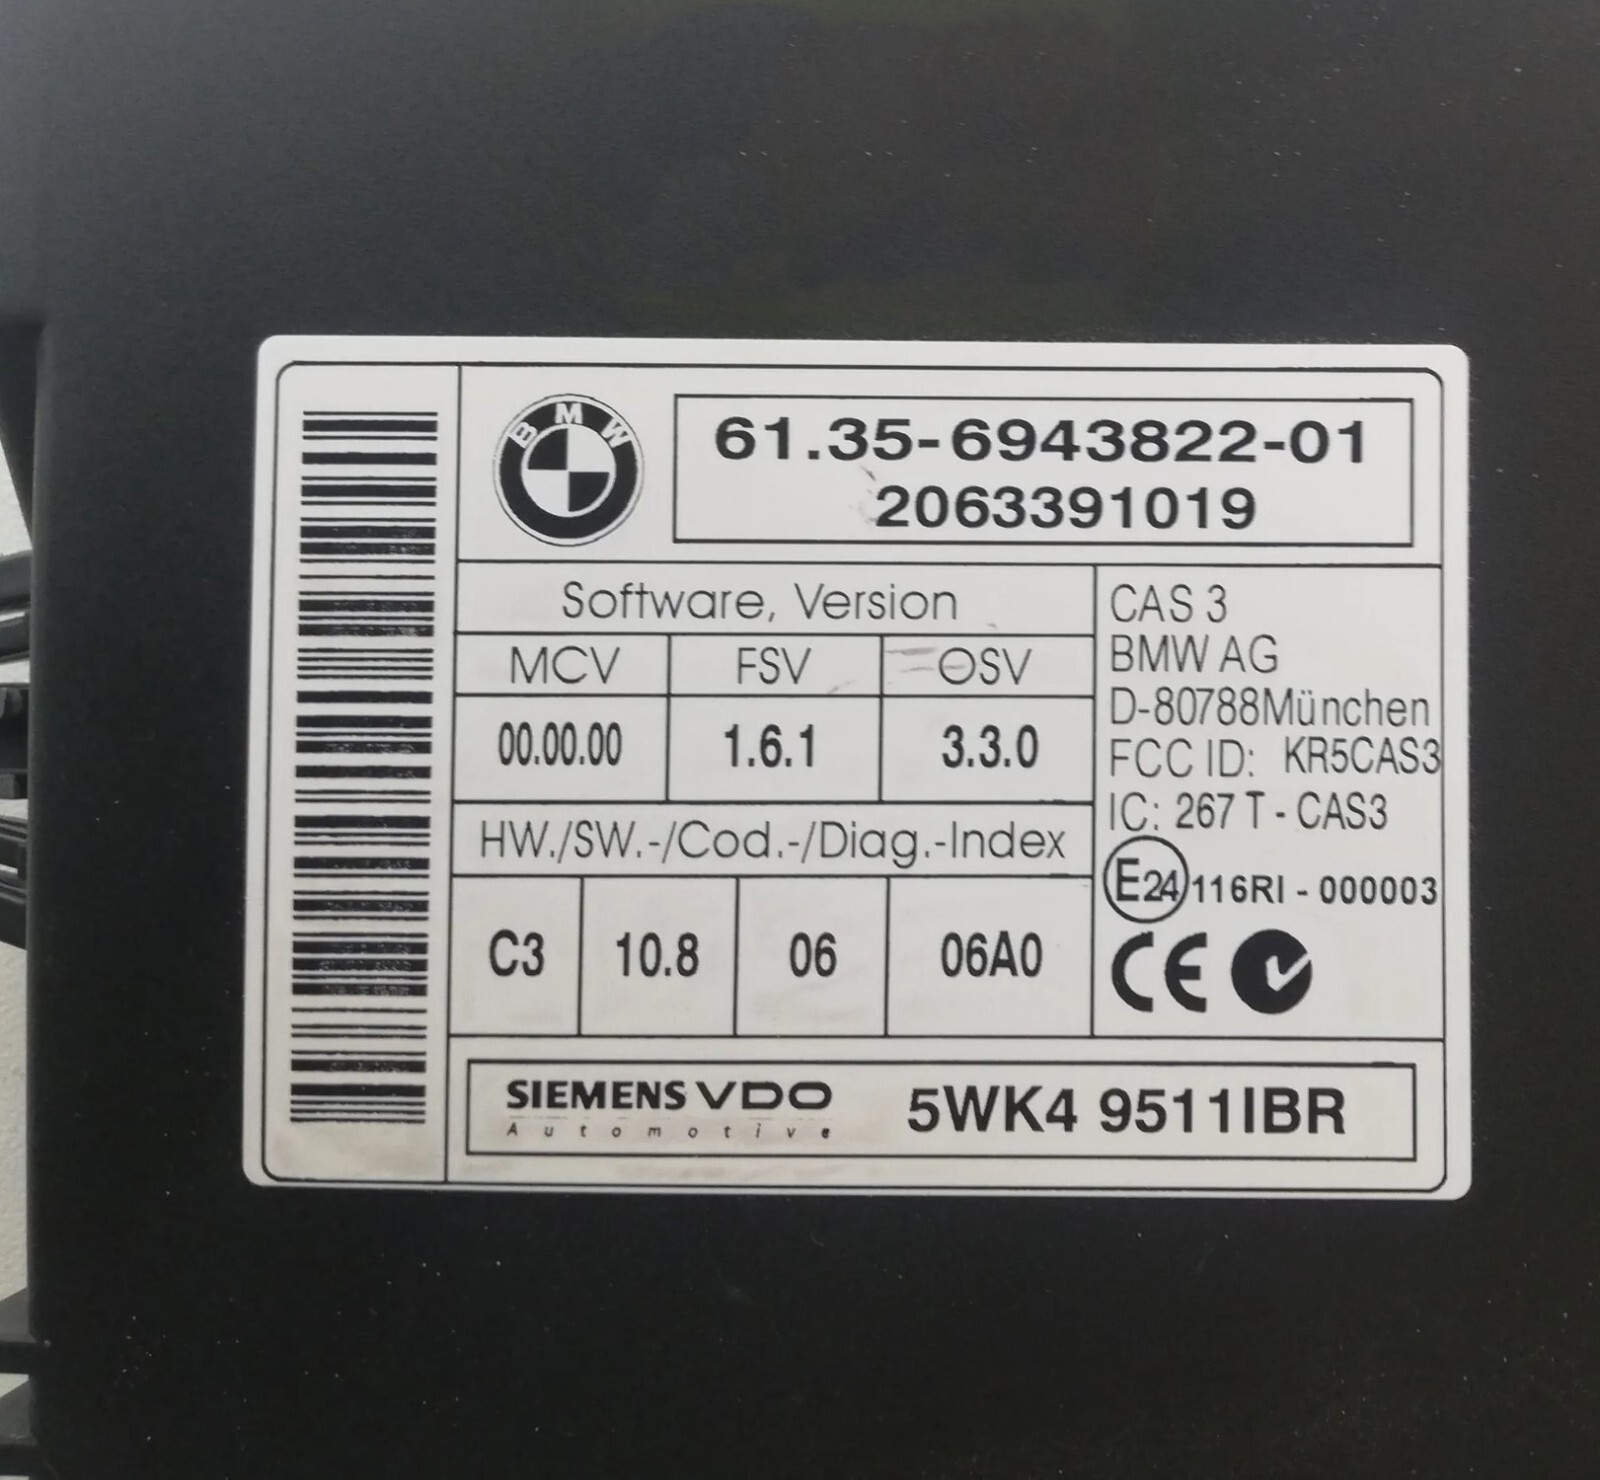 BMW
61.35-6943822-01
2063391019
Software, Version
MCV FSV OSV
00.00.00 1.6.1 3.3.0
HW./SW.-/Cod.-/Diag.-Index
C3 10.8 06 06A0
CAS 3
BMW AG
D-80788München
FCC ID: KR5CAS3
IC: 267 T - CAS3
E24 116RI - 000003
CE
SIEMENS VDO
Automotive
5WK4 9511IBR